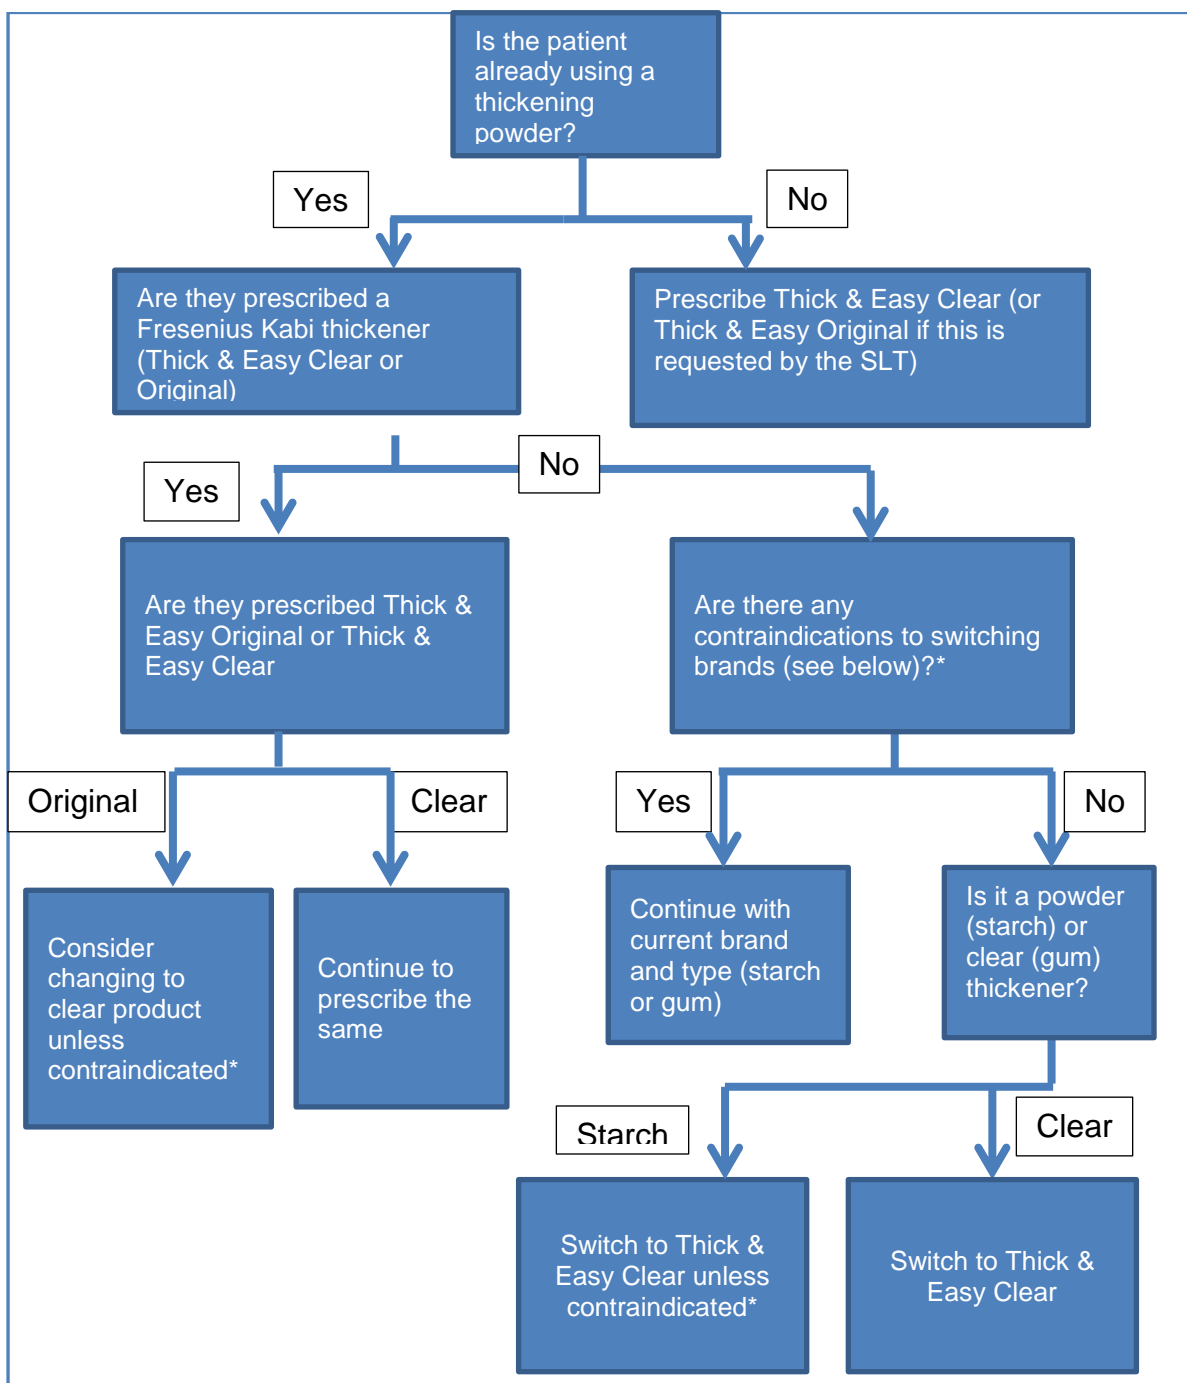 Is the patient
already using a
thickening
powder?
Yes
No
Are they prescribed a
Fresenius Kabi thickener
(Thick & Easy Clear or
Original)
Prescribe Thick & Easy Clear (or
Thick & Easy Original if this is
requested by the SLT)
Yes
No
Are they prescribed Thick &
Easy Original or Thick &
Easy Clear
Are there any
contraindications to switching
brands (see below)?*
Original
Clear
Yes
No
Consider
changing to
clear product
unless
contraindicated*
Continue to
prescribe the
same
Continue with
current brand
and type (starch
or gum)
Is it a powder
(starch) or
clear (gum)
thickener?
Starch
Clear
Switch to Thick &
Easy Clear unless
contraindicated*
Switch to Thick &
Easy Clear